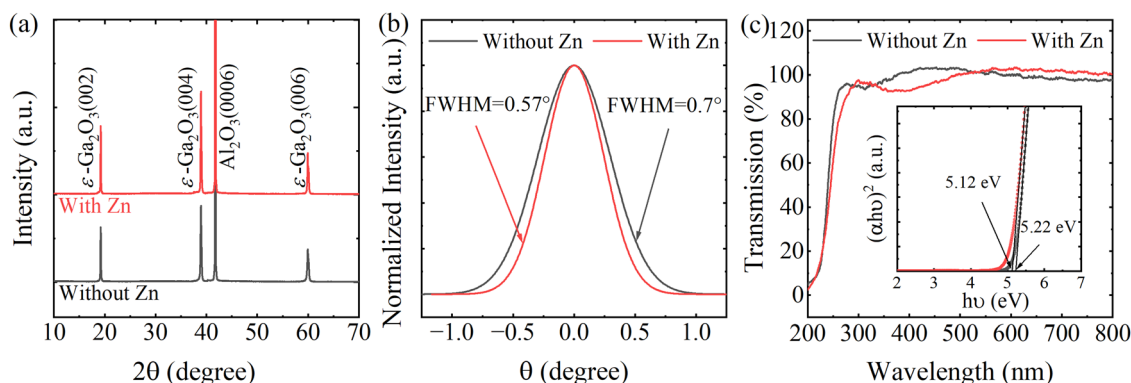 (a)
Intensity (a.u.)
ε-Ga₂O₃(002)
ε-Ga₂O₃(004)
Al₂O₃(0006)
ε-Ga₂O₃(006)
With Zn
Without Zn
10 20 30 40 50 60 70
2θ (degree)
(b)
Normalized Intensity (a.u.)
Without Zn With Zn
FWHM=0.57°
FWHM=0.7°
−1.0 −0.5 0.0 0.5 1.0
θ (degree)
(c)
Transmission (%)
Without Zn With Zn
120
100
80
60
40
20
0
(αhυ)² (a.u.)
5.12 eV
5.22 eV
2 3 4 5 6 7
hυ (eV)
200 300 400 500 600 700 800
Wavelength (nm)